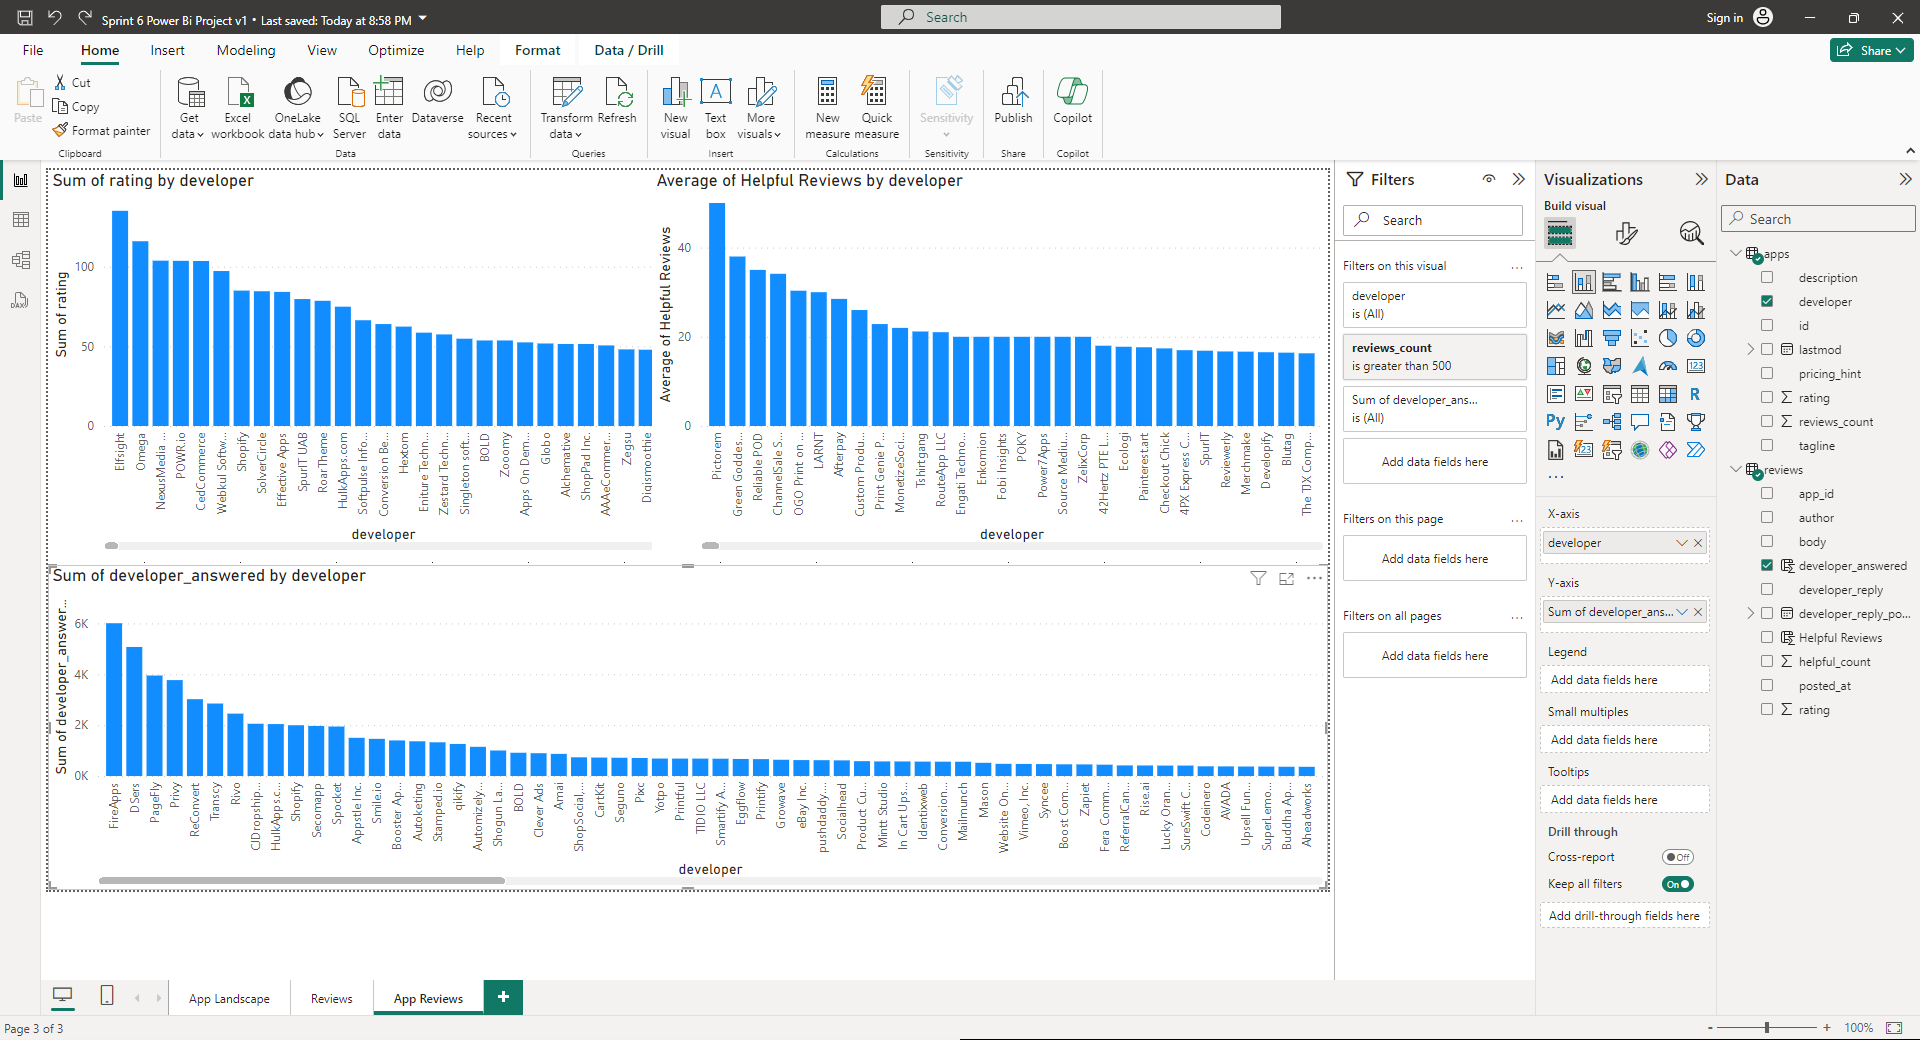 Sprint 6 Power Bi Project v1 • Last saved: Today at 8:58 PM
Search
Sign in
File
Home
Insert
Modeling
View
Optimize
Help
Format
Data / Drill
Share
Paste
Cut
Copy
Format painter
Clipboard
Get data
Excel workbook
OneLake data hub
SQL Server
Enter data
Dataverse
Recent sources
Data
Transform data
Refresh
Queries
New visual
Text box
More visuals
Insert
New measure
Quick measure
Calculations
Sensitivity
Sensitivity
Publish
Share
Copilot
Copilot
Sum of rating by developer
Sum of rating
100
50
0
Elfsight
Omega
NexusMedia ...
POWR.io
CedCommerce
Webkul Softw...
Shopify
SolverCircle
Effective Apps
SpurIT UAB
RoarTheme
HulkApps.com
Softpulse Info...
Conversion Be...
Hextom
Eniture Techn...
Zestard Techn...
Singleton soft...
BOLD
Zooomy
Apps On Dem...
Globo
Alchemative
ShopPad Inc.
AAAeCommer...
Zegsu
Digismoothie
developer
Average of Helpful Reviews by developer
Average of Helpful Reviews
40
20
0
Pictorem
Green Goddes...
Reliable POD
ChannelSale S...
OGO Print on ...
LARNT
Afterpay
Custom Produ...
Print Genie P...
MonetizeSoci...
Tshirtgang
RouteApp LLC
Engati Techno...
Enkomion
Fobi Insights
POKY
Power7Apps
Source Mediu...
ZelixCorp
42Hertz PTE L...
Ecologi
Painterest.art
Checkout Chick
4PX Express C...
SpurIT
Reviewerly
Merchmake
Developify
Blutag
The TJX Comp...
developer
Sum of developer_answered by developer
Sum of developer_answer...
6K
4K
2K
0K
FireApps
DSers
PageFly
Privy
ReConvert
Transcy
Rivo
CJDropship...
HulkApps.c...
Shopify
Secomapp
Spocket
Appstle Inc.
Smile.io
Booster Ap...
Autoketing
Stamped.io
qikify
Automizely...
Shogun La...
BOLD
Clever Ads
Amai
ShopSocial,...
CartKit
Seguno
Pixc
Yotpo
Printful
TIDIO LLC
Smartify A...
Eggflow
Printify
Growave
eBay Inc.
pushdaddy...
Socialhead
Product Cu...
Mintt Studio
In Cart Ups...
Identixweb
Conversion...
Mailmunch
Mason
Website On...
Vimeo, Inc.
Syncee
Boost Com...
Zapiet
Fera Comm...
ReferralCan...
Rise.ai
Lucky Oran...
SureSwift C...
Codeinero
AVADA
Upsell Fun...
SuperLemo...
Buddha Ap...
Aheadworks
developer
Filters
Search
Filters on this visual
developer
is (All)
reviews_count
is greater than 500
Sum of developer_ans...
is (All)
Add data fields here
Filters on this page
Add data fields here
Filters on all pages
Add data fields here
Visualizations
Build visual
X-axis
developer
Y-axis
Sum of developer_ans...
Legend
Add data fields here
Small multiples
Add data fields here
Tooltips
Add data fields here
Drill through
Cross-report
Off
Keep all filters
On
Add drill-through fields here
Data
Search
apps
description
developer
id
lastmod
pricing_hint
rating
reviews_count
tagline
reviews
app_id
author
body
developer_answered
developer_reply
developer_reply_po...
Helpful Reviews
helpful_count
posted_at
rating
App Landscape
Reviews
App Reviews
Page 3 of 3
- + 100%